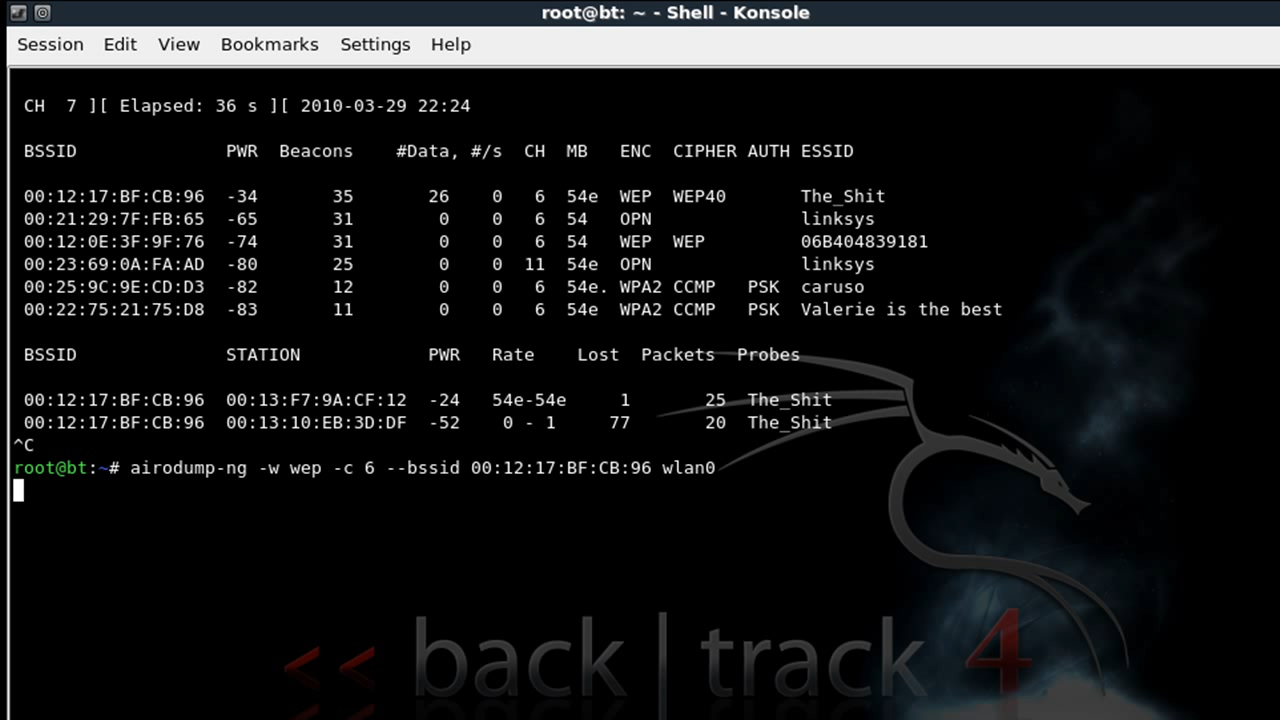 root@bt: ~ - Shell - Konsole
Session Edit View Bookmarks Settings Help
CH 7 ][ Elapsed: 36 s ][ 2010-03-29 22:24
BSSID PWR Beacons #Data, #/s CH MB ENC CIPHER AUTH ESSID
00:12:17:BF:CB:96 -34 35 26 0 6 54e WEP WEP40 The_Shit
00:21:29:7F:FB:65 -65 31 0 0 6 54 OPN linksys
00:12:0E:3F:9F:76 -74 31 0 0 6 54 WEP WEP 06B404839181
00:23:69:0A:FA:AD -80 25 0 0 11 54e OPN linksys
00:25:9C:9E:CD:D3 -82 12 0 0 6 54e. WPA2 CCMP PSK caruso
00:22:75:21:75:D8 -83 11 0 0 6 54e WPA2 CCMP PSK Valerie is the best
BSSID STATION PWR Rate Lost Packets Probes
00:12:17:BF:CB:96 00:13:F7:9A:CF:12 -24 54e-54e 1 25 The_Shit
00:12:17:BF:CB:96 00:13:10:EB:3D:DF -52 0 - 1 77 20 The_Shit
^C
root@bt:~# airodump-ng -w wep -c 6 --bssid 00:12:17:BF:CB:96 wlan0
<< back | track 4